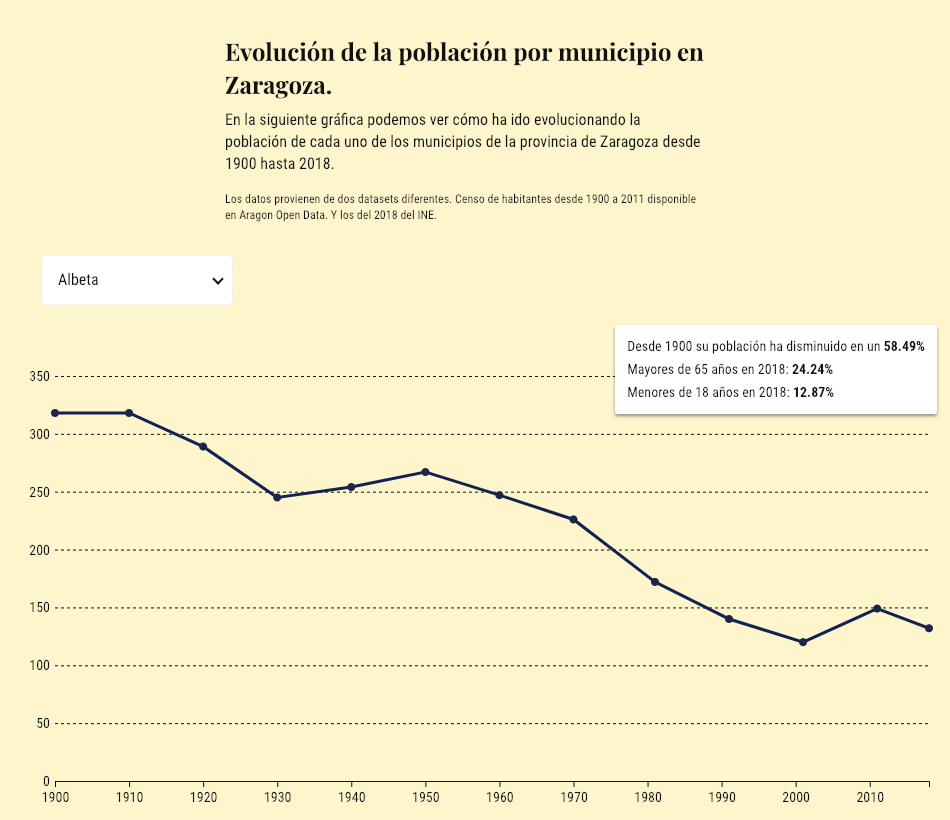 Evolución de la población por municipio en
Zaragoza.
En la siguiente gráfica podemos ver cómo ha ido evolucionando la
población de cada uno de los municipios de la provincia de Zaragoza desde
1900 hasta 2018.
Los datos provienen de dos datasets diferentes. Censo de habitantes desde 1900 a 2011 disponible
en Aragon Open Data. Y los del 2018 del INE.
Albeta
Desde 1900 su población ha disminuido en un 58.49%
Mayores de 65 años en 2018: 24.24%
Menores de 18 años en 2018: 12.87%
350
300
250
200
150
100
50
0
1900 1910 1920 1930 1940 1950 1960 1970 1980 1990 2000 2010